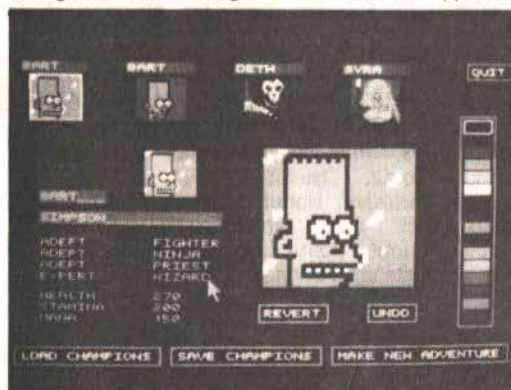 BART BART DETH SYRA
QUIT
BART
SIMPSON
ADEPT FIGHTER
ADEPT NINJA
ADEPT PRIEST
EXPERT WIZARD
HEALTH 270
STAMINA 200
MANA 150
REVERT UNDO
LOAD CHAMPIONS SAVE CHAMPIONS MAKE NEW ADVENTURE